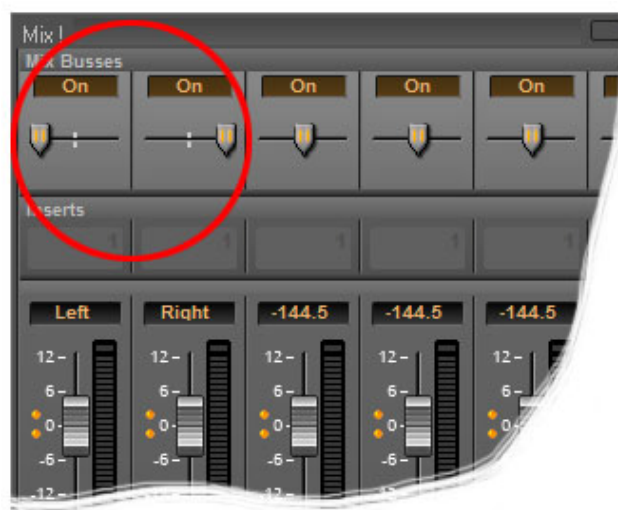 Mix !
Mix Busses
On On On On On
Inserts
1 1 1 1 1
Left Right -144.5 -144.5 -144.5
12 12 12 12 12
6 6 6 6 6
0 0 0 0 0
-6 -6 -6 -6 -6
-12 -12 -12